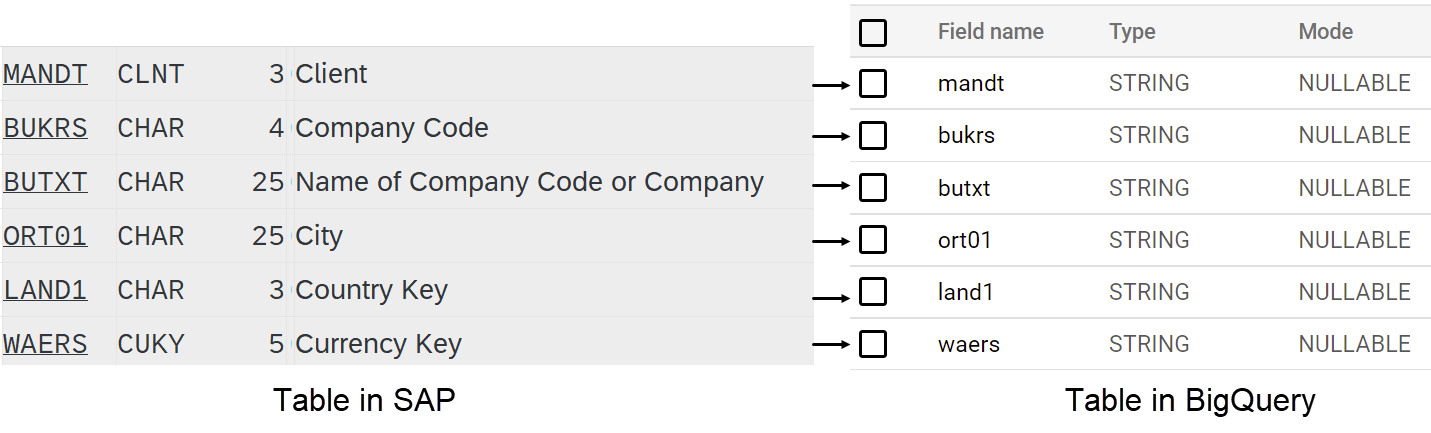 Field name Type Mode
MANDT CLNT 3 Client mandt STRING NULLABLE
BUKRS CHAR 4 Company Code bukrs STRING NULLABLE
BUTXT CHAR 25 Name of Company Code or Company butxt STRING NULLABLE
ORT01 CHAR 25 City ort01 STRING NULLABLE
LAND1 CHAR 3 Country Key land1 STRING NULLABLE
WAERS CUKY 5 Currency Key waers STRING NULLABLE
Table in SAP Table in BigQuery